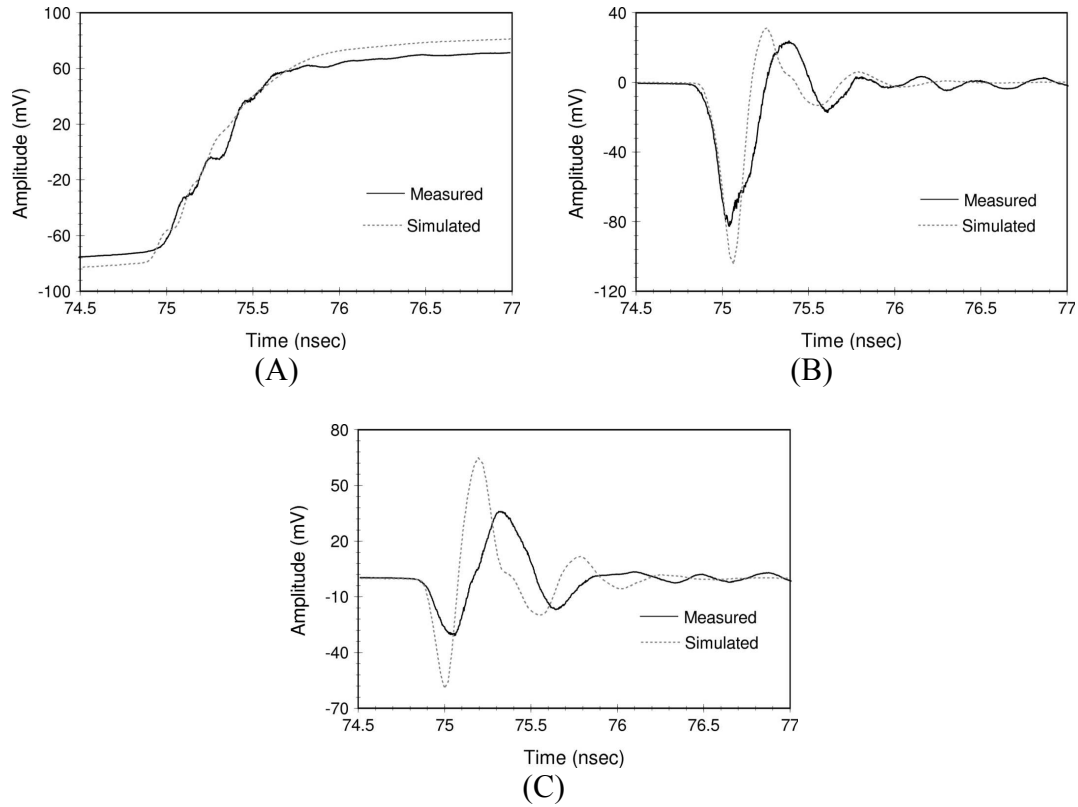 100
60
20
-20
-60
-100
Amplitude (mV)
Measured
Simulated
74.5 75 75.5 76 76.5 77
Time (nsec)
(A)
40
0
-40
-80
-120
Amplitude (mV)
Measured
Simulated
74.5 75 75.5 76 76.5 77
Time (nsec)
(B)
80
50
20
-10
-40
-70
Amplitude (mV)
Measured
Simulated
74.5 75 75.5 76 76.5 77
Time (nsec)
(C)